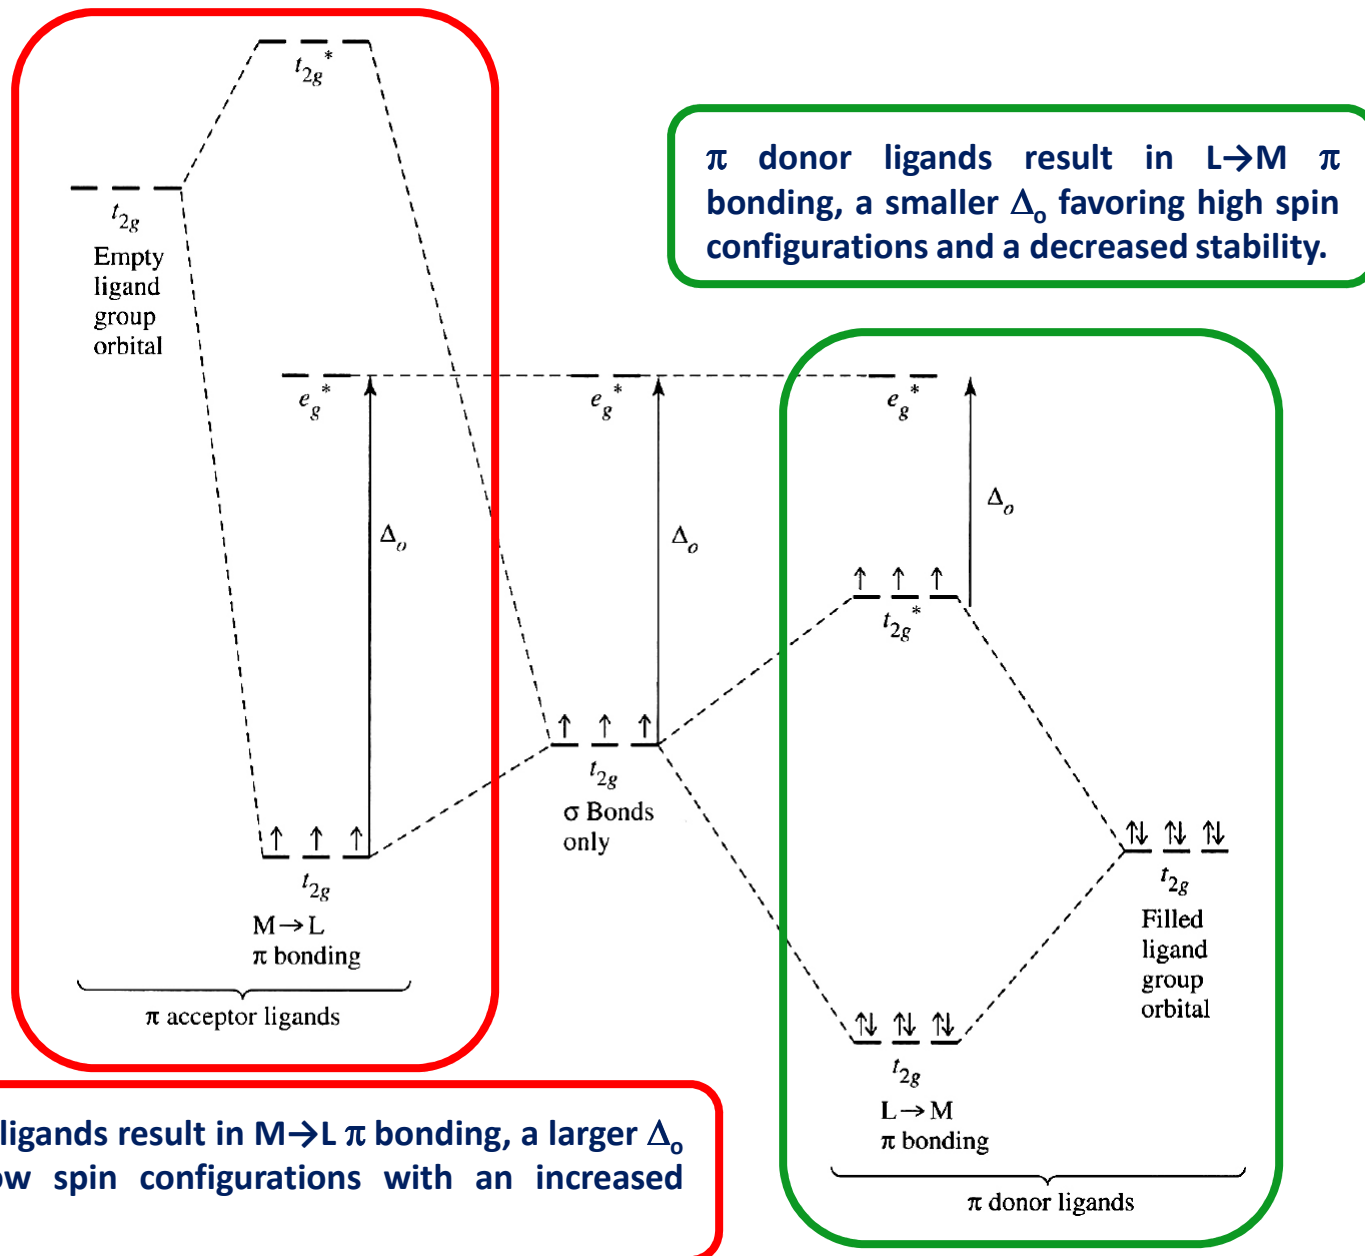 t2g*
t2g
Empty
ligand
group
orbital
π donor ligands result in L→M π
bonding, a smaller Δo favoring high spin
configurations and a decreased stability.
eg*
eg*
eg*
Δo
Δo
Δo
t2g*
t2g
σ Bonds
only
t2g
M→L
π bonding
π acceptor ligands
t2g
Filled
ligand
group
orbital
t2g
L→M
π bonding
π donor ligands
ligands result in M→L π bonding, a larger Δo
spin configurations with an increased